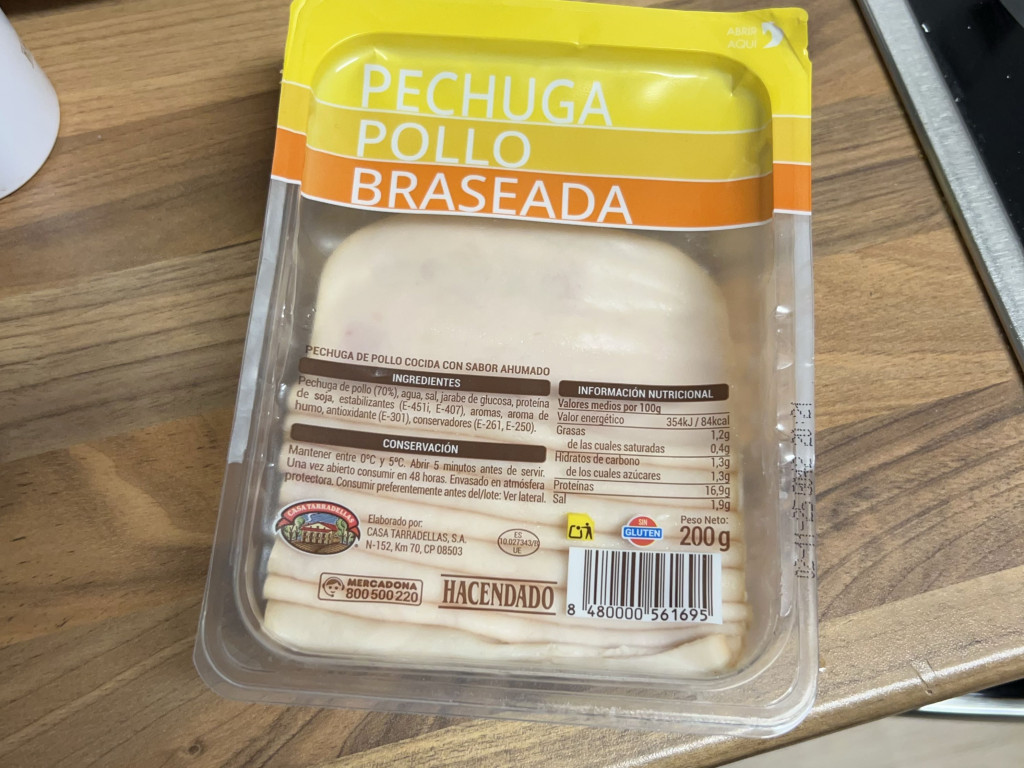 ABRIR
AQUÍ
PECHUGA
POLLO
BRASEADA
PECHUGA DE POLLO COCIDA CON SABOR AHUMADO
INGREDIENTES
Pechuga de pollo (70%), agua, sal, jarabe de glucosa, proteína
de soja, estabilizantes (E-451i, E-407), aromas, aroma de
humo, antioxidante (E-301), conservadores (E-261, E-250).
CONSERVACIÓN
Mantener entre 0ºC y 5ºC. Abrir 5 minutos antes de servir.
Una vez abierto consumir en 48 horas. Envasado en atmósfera
protectora. Consumir preferentemente antes del/lote: Ver lateral.
INFORMACIÓN NUTRICIONAL
Valores medios por 100g
Valor energético 354kJ / 84kcal
Grasas 1,2g
de las cuales saturadas 0,4g
Hidratos de carbono 1,3g
de los cuales azúcares 1,3g
Proteínas 16,9g
Sal 1,9g
CASA TARRADELLAS
Elaborado por:
CASA TARRADELLAS, S.A.
N-152, Km 70, CP 08503
ES
UE
SIN
GLUTEN
Peso Neto:
200g
MERCADONA
800 500 220
HACENDADO
8 480000 561695